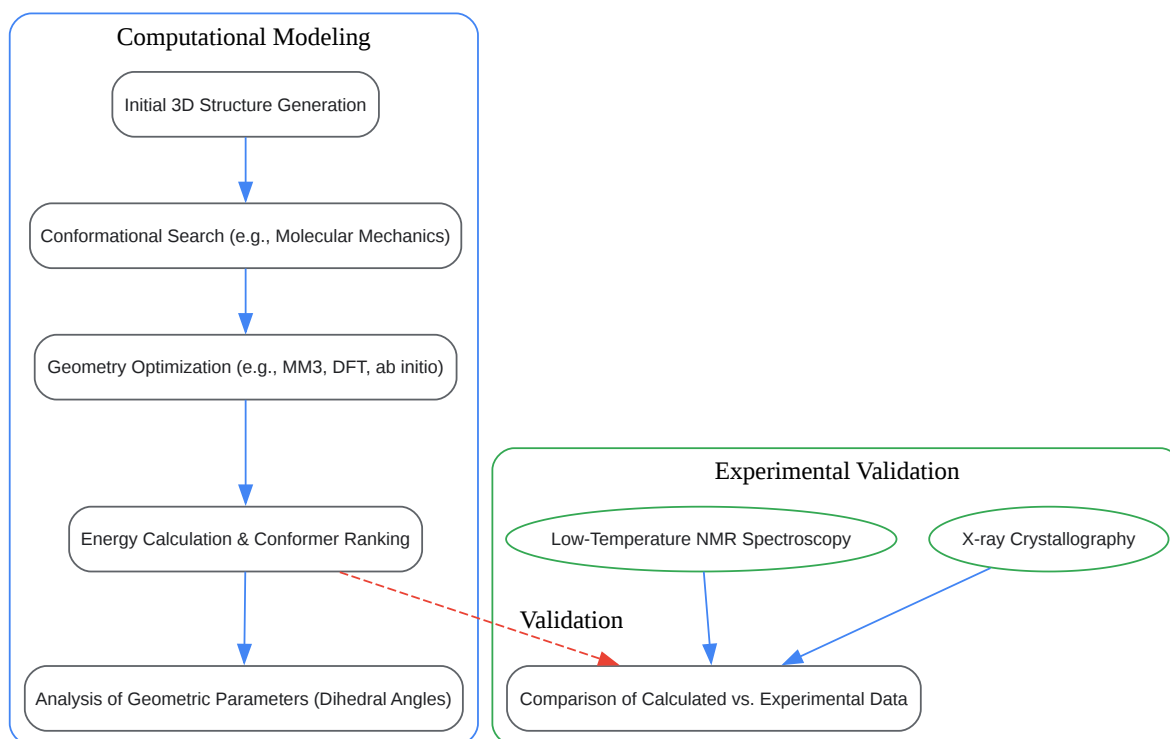 Computational Modeling
Initial 3D Structure Generation
Conformational Search (e.g., Molecular Mechanics)
Geometry Optimization (e.g., MM3, DFT, ab initio)
Energy Calculation & Conformer Ranking
Analysis of Geometric Parameters (Dihedral Angles)
Validation
Experimental Validation
Low-Temperature NMR Spectroscopy
X-ray Crystallography
Comparison of Calculated vs. Experimental Data